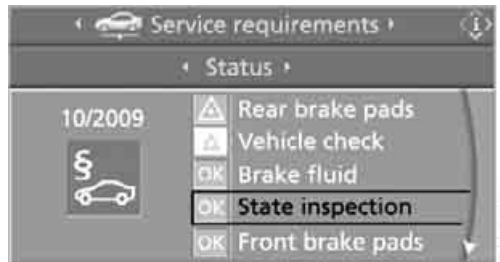 Service requirements
i
Status
10/2009
Rear brake pads
Vehicle check
§
OK Brake fluid
OK State inspection
OK Front brake pads